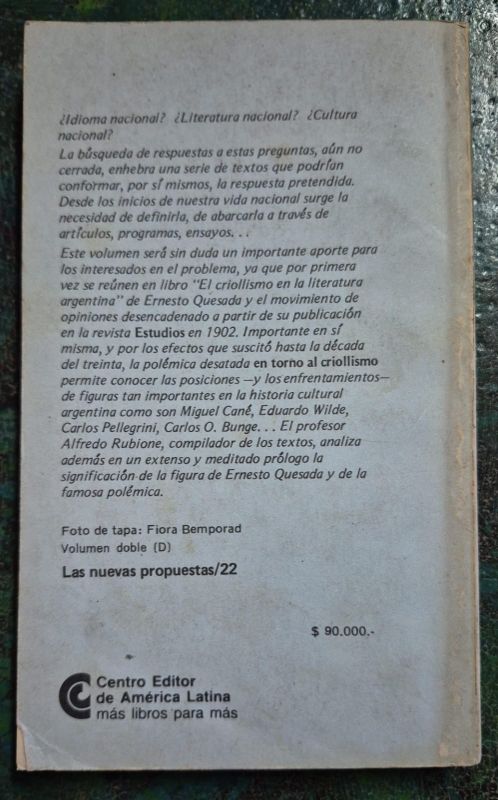 ¿Idioma nacional? ¿Literatura nacional? ¿Cultura
nacional?
La búsqueda de respuestas a estas preguntas, aún no
cerrada, enhebra una serie de textos que podrían
conformar, por sí mismos, la respuesta pretendida.
Desde los inicios de nuestra vida nacional surge la
necesidad de definirla, de abarcarla a través de
artículos, programas, ensayos. . .
Este volumen será sin duda un importante aporte para
los interesados en el problema, ya que por primera
vez se reúnen en libro "El criollismo en la literatura
argentina" de Ernesto Quesada y el movimiento de
opiniones desencadenado a partir de su publicación
en la revista Estudios en 1902. Importante en sí
misma, y por los efectos que suscitó hasta la década
del treinta, la polémica desatada en torno al criollismo
permite conocer las posiciones —y los enfrentamientos—
de figuras tan importantes en la historia cultural
argentina como son Miguel Cané, Eduardo Wilde,
Carlos Pellegrini, Carlos O. Bunge. . . El profesor
Alfredo Rubione, compilador de los textos, analiza
además en un extenso y meditado prólogo la
significación de la figura de Ernesto Quesada y de la
famosa polémica.
Foto de tapa: Fiora Bemporad
Volumen doble (D)
Las nuevas propuestas/22
$ 90.000.-
Centro Editor
de América Latina
más libros para más